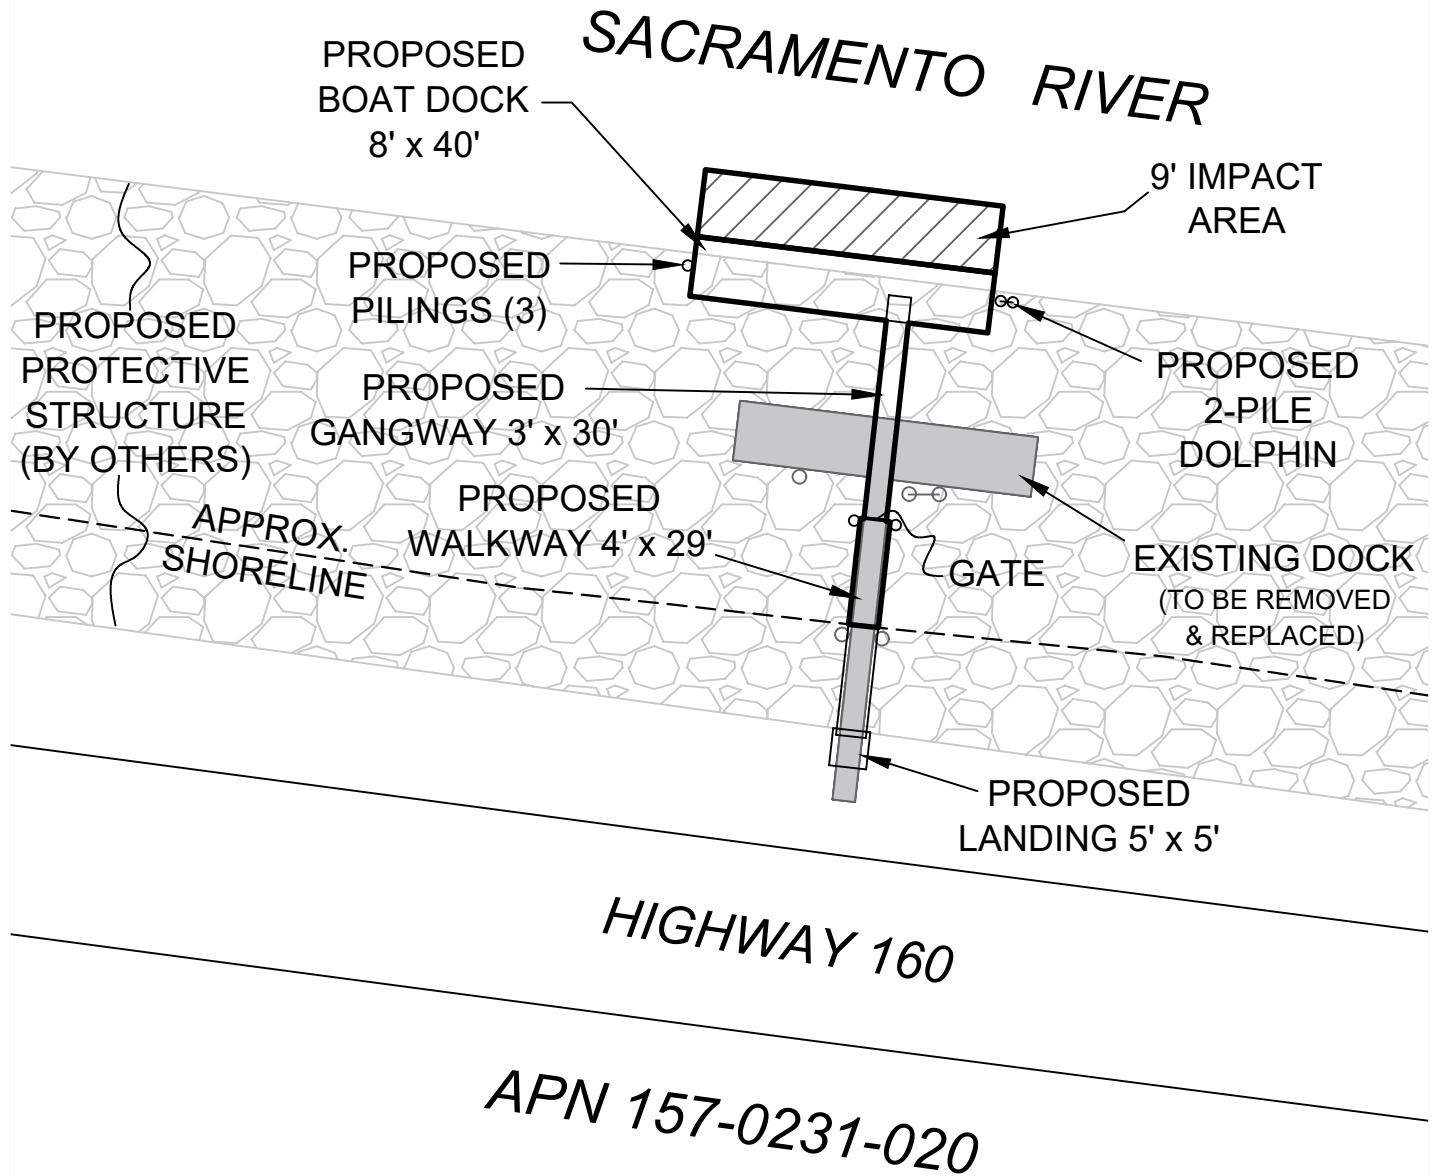 SACRAMENTO RIVER
PROPOSED
BOAT DOCK
8' x 40'
9' IMPACT
AREA
PROPOSED
PILINGS (3)
PROPOSED
PROTECTIVE
STRUCTURE
(BY OTHERS)
PROPOSED
GANGWAY 3' x 30'
PROPOSED
2-PILE
DOLPHIN
PROPOSED
WALKWAY 4' x 29'
APPROX.
SHORELINE
GATE
EXISTING DOCK
(TO BE REMOVED
& REPLACED)
PROPOSED
LANDING 5' x 5'
HIGHWAY 160
APN 157-0231-020